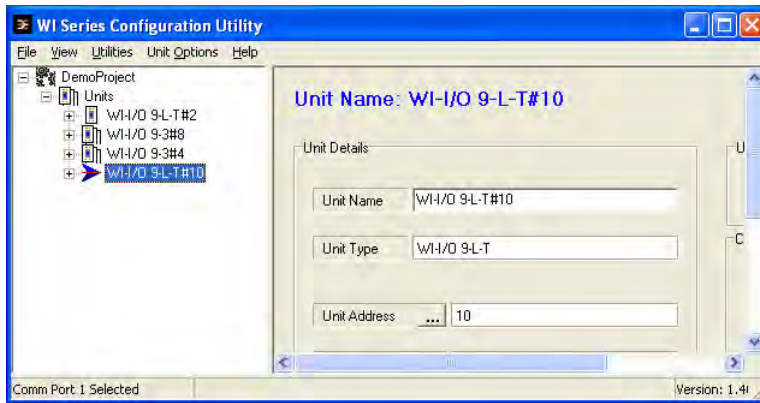 WI Series Configuration Utility
File View Utilities Unit Options Help
DemoProject
Units
WI-I/O 9-L-T#2
WI-I/O 9-3#8
WI-I/O 9-3#4
WI-I/O 9-L-T#10
Unit Name: WI-I/O 9-L-T#10
Unit Details
Unit Name WI-I/O 9-L-T#10
Unit Type WI-I/O 9-L-T
Unit Address ... 10
U
C
Comm Port 1 Selected
Version: 1.4